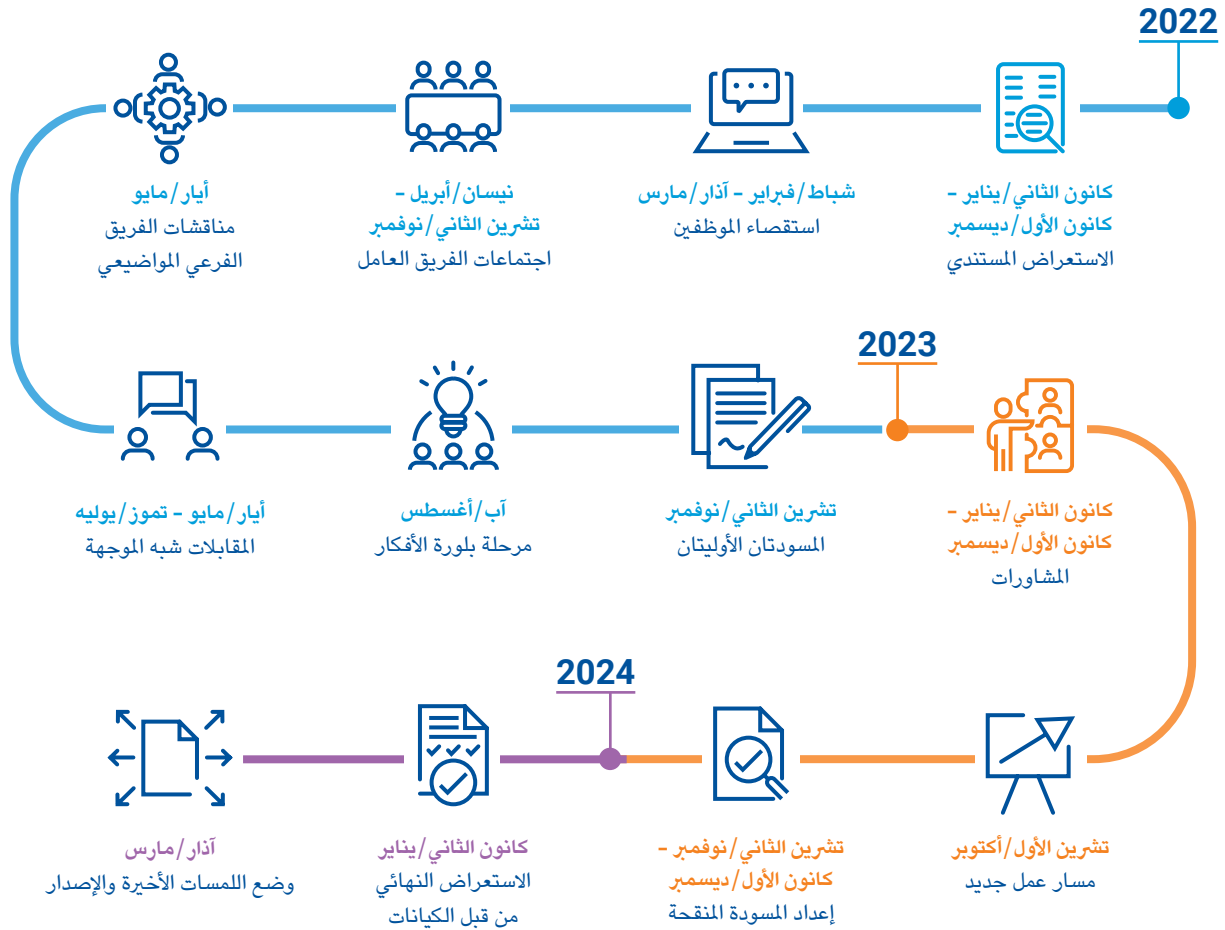 2022
كانون الثاني/يناير –
كانون الأول/ديسمبر
الاستعراض المستندي
شباط/فبراير – آذار/مارس
استقصاء الموظفين
نيسان/أبريل –
تشرين الثاني/نوفمبر
اجتماعات الفريق العامل
أيار/مايو
مناقشات الفريق
الفرعي المواضيعي
أيار/مايو – تموز/يوليه
المقابلات شبه الموجهة
آب/أغسطس
مرحلة بلورة الأفكار
تشرين الثاني/نوفمبر
المسودتان الأوليتان
2023
كانون الثاني/يناير –
كانون الأول/ديسمبر
المشاورات
تشرين الأول/أكتوبر
مسار عمل جديد
تشرين الثاني/نوفمبر –
كانون الأول/ديسمبر
إعداد المسودة المنقحة
2024
كانون الثاني/يناير
الاستعراض النهائي
من قبل الكيانات
آذار/مارس
وضع اللمسات الأخيرة والإصدار